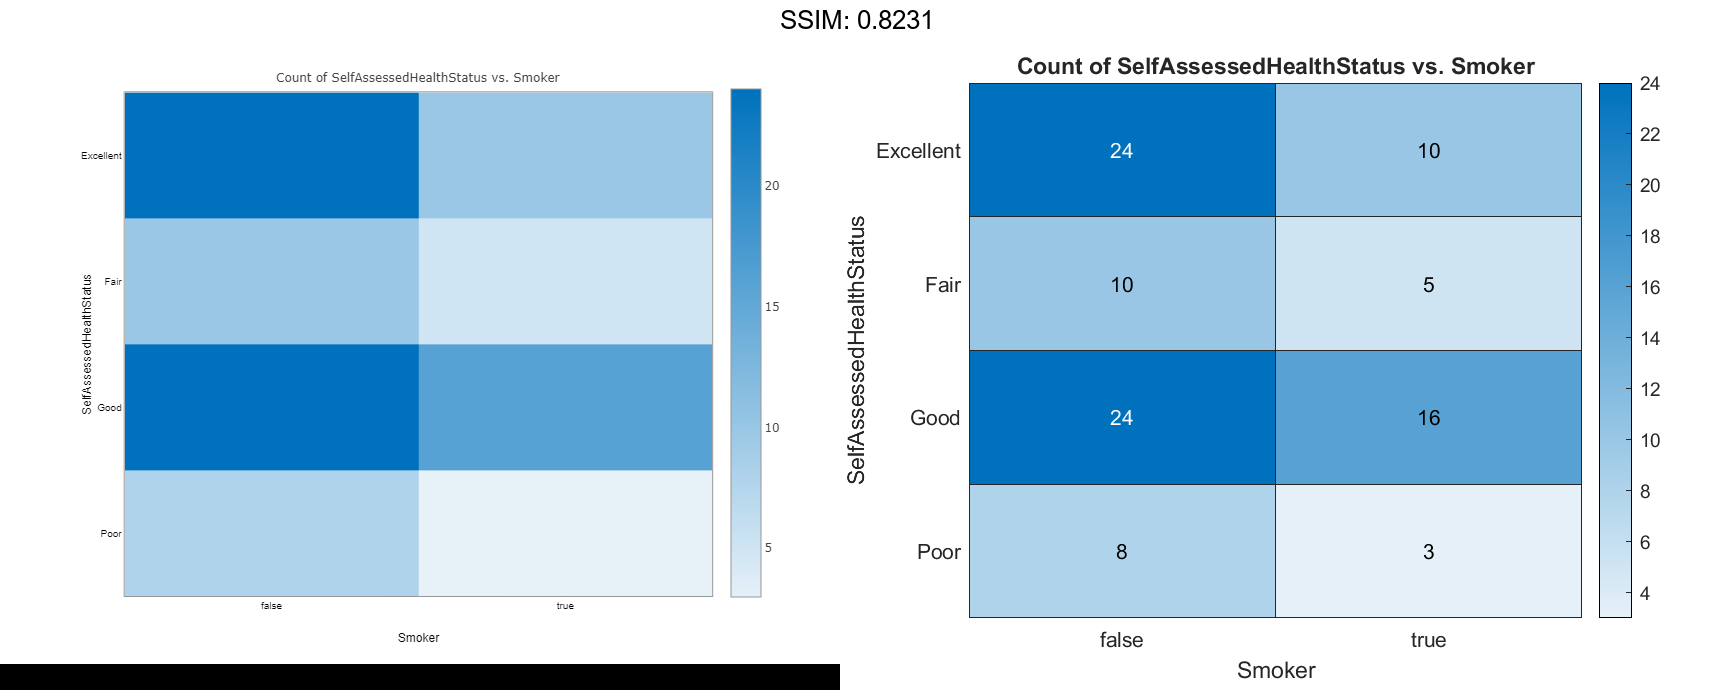 SSIM: 0.8231
Count of SelfAssessedHealthStatus vs. Smoker
Excellent
Fair
Good
Poor
SelfAssessedHealthStatus
false true
Smoker
20
15
10
5
Count of SelfAssessedHealthStatus vs. Smoker
SelfAssessedHealthStatus
Excellent 24 10
Fair 10 5
Good 24 16
Poor 8 3
false true
Smoker
24
22
20
18
16
14
12
10
8
6
4